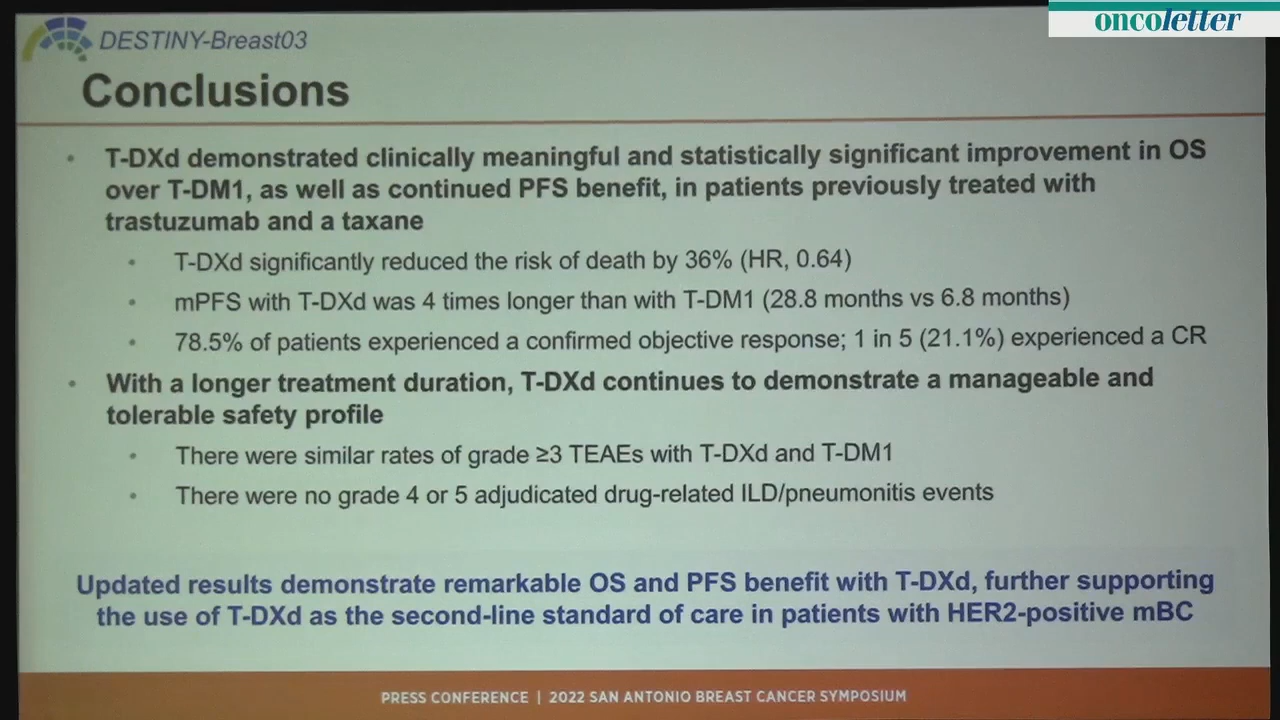 oncoletter
DESTINY-Breast03
Conclusions
• T-DXd demonstrated clinically meaningful and statistically significant improvement in OS
over T-DM1, as well as continued PFS benefit, in patients previously treated with
trastuzumab and a taxane
• T-DXd significantly reduced the risk of death by 36% (HR, 0.64)
• mPFS with T-DXd was 4 times longer than with T-DM1 (28.8 months vs 6.8 months)
• 78.5% of patients experienced a confirmed objective response; 1 in 5 (21.1%) experienced a CR
• With a longer treatment duration, T-DXd continues to demonstrate a manageable and
tolerable safety profile
• There were similar rates of grade ≥3 TEAEs with T-DXd and T-DM1
• There were no grade 4 or 5 adjudicated drug-related ILD/pneumonitis events
Updated results demonstrate remarkable OS and PFS benefit with T-DXd, further supporting
the use of T-DXd as the second-line standard of care in patients with HER2-positive mBC
PRESS CONFERENCE | 2022 SAN ANTONIO BREAST CANCER SYMPOSIUM